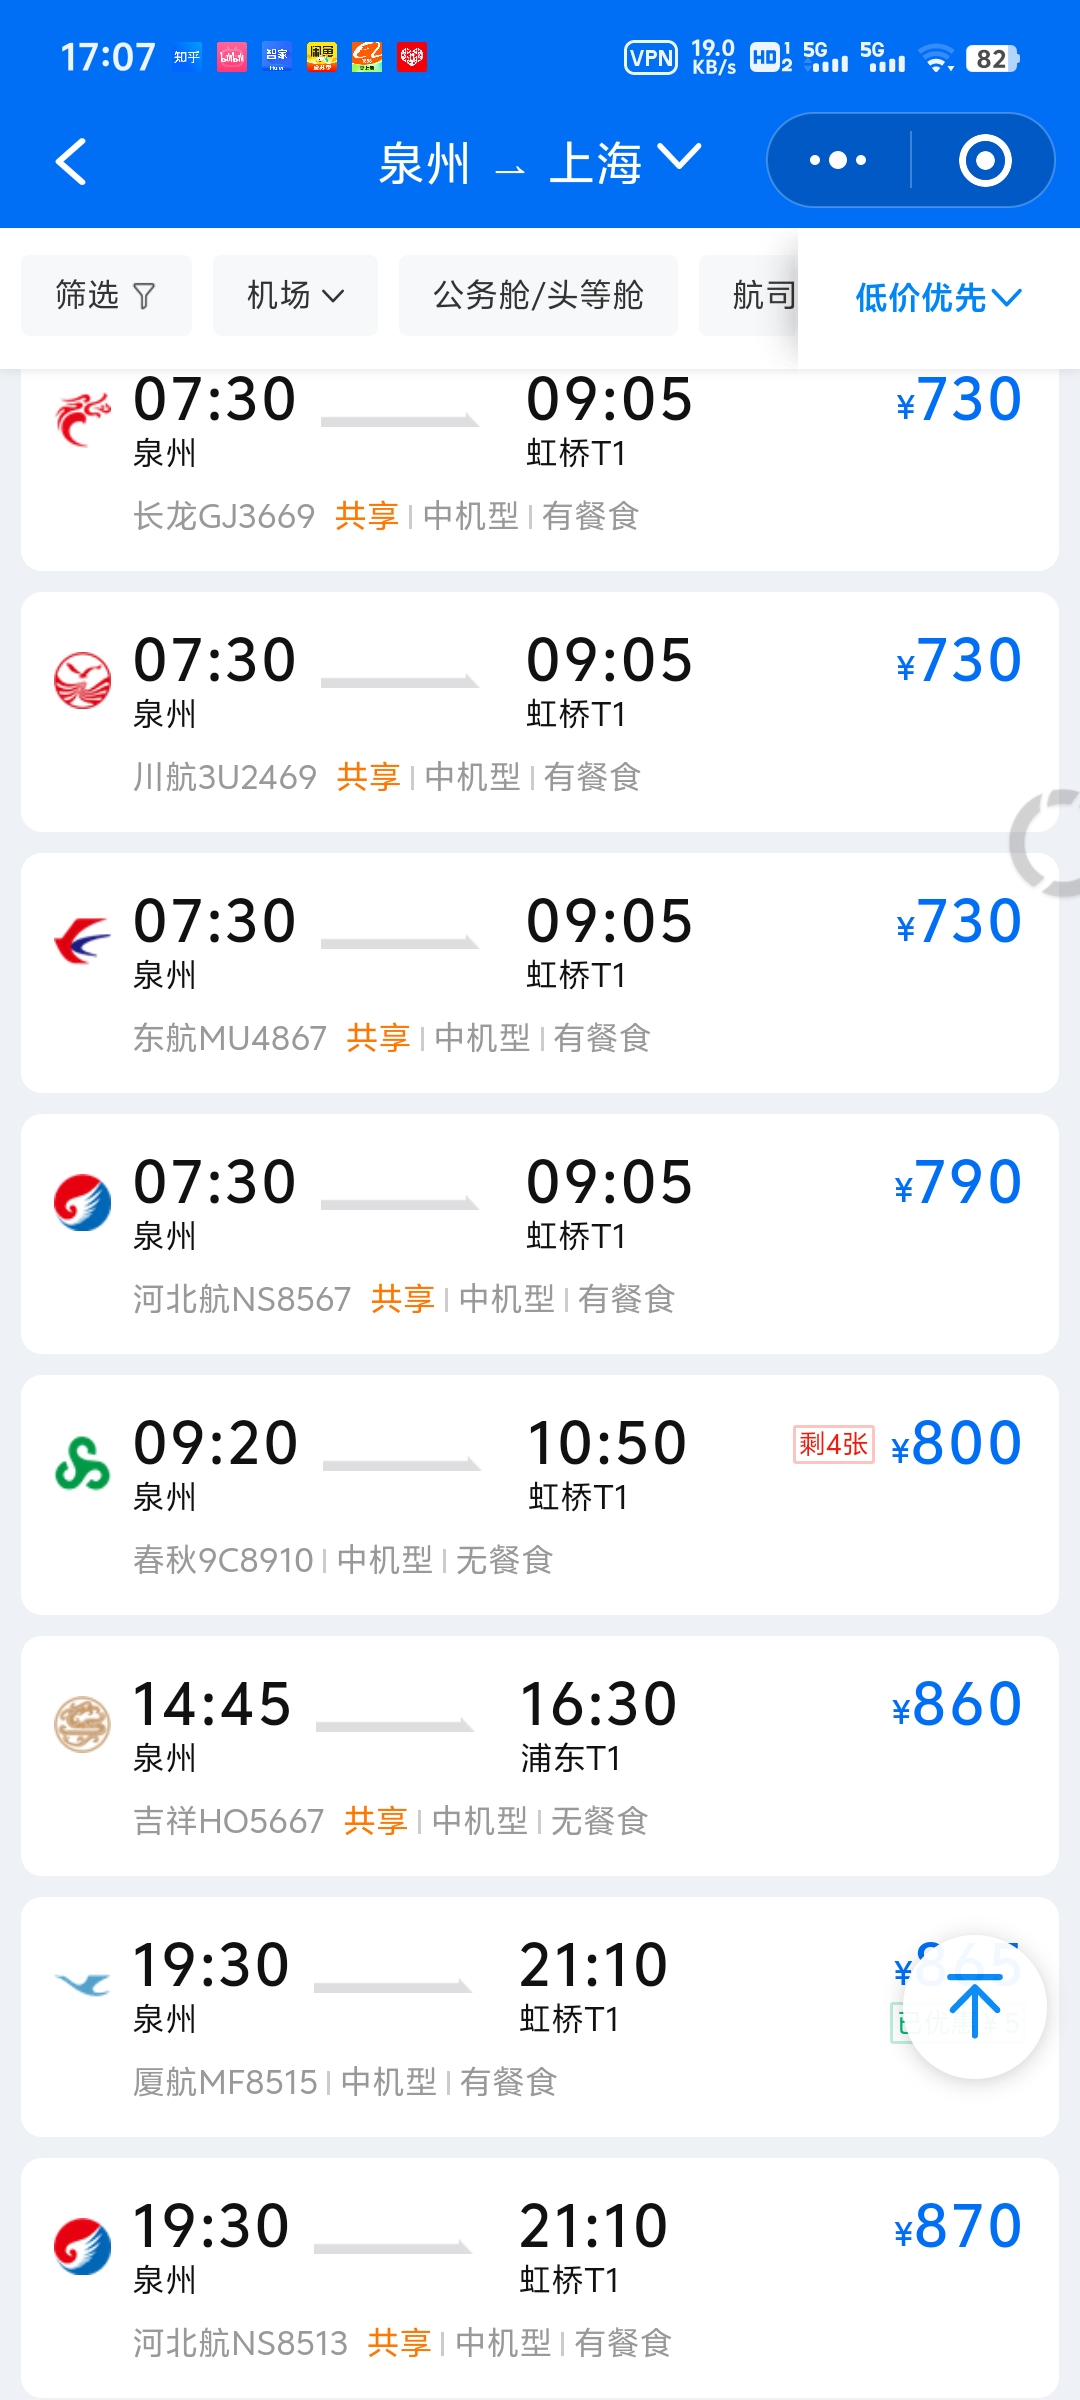 17:07 知乎 智家 闲鱼 VPN 19.0 KB/s HD 1 2 5G 5G 82
泉州 → 上海
筛选 机场 公务舱/头等舱 航司 低价优先
07:30 09:05 ¥730
泉州 虹桥T1
长龙GJ3669 共享 | 中机型 | 有餐食
07:30 09:05 ¥730
泉州 虹桥T1
川航3U2469 共享 | 中机型 | 有餐食
07:30 09:05 ¥730
泉州 虹桥T1
东航MU4867 共享 | 中机型 | 有餐食
07:30 09:05 ¥790
泉州 虹桥T1
河北航NS8567 共享 | 中机型 | 有餐食
09:20 10:50 剩4张 ¥800
泉州 虹桥T1
春秋9C8910 | 中机型 | 无餐食
14:45 16:30 ¥860
泉州 浦东T1
吉祥HO5667 共享 | 中机型 | 无餐食
19:30 21:10 ¥865
泉州 虹桥T1 已优惠¥5
厦航MF8515 | 中机型 | 有餐食
19:30 21:10 ¥870
泉州 虹桥T1
河北航NS8513 共享 | 中机型 | 有餐食